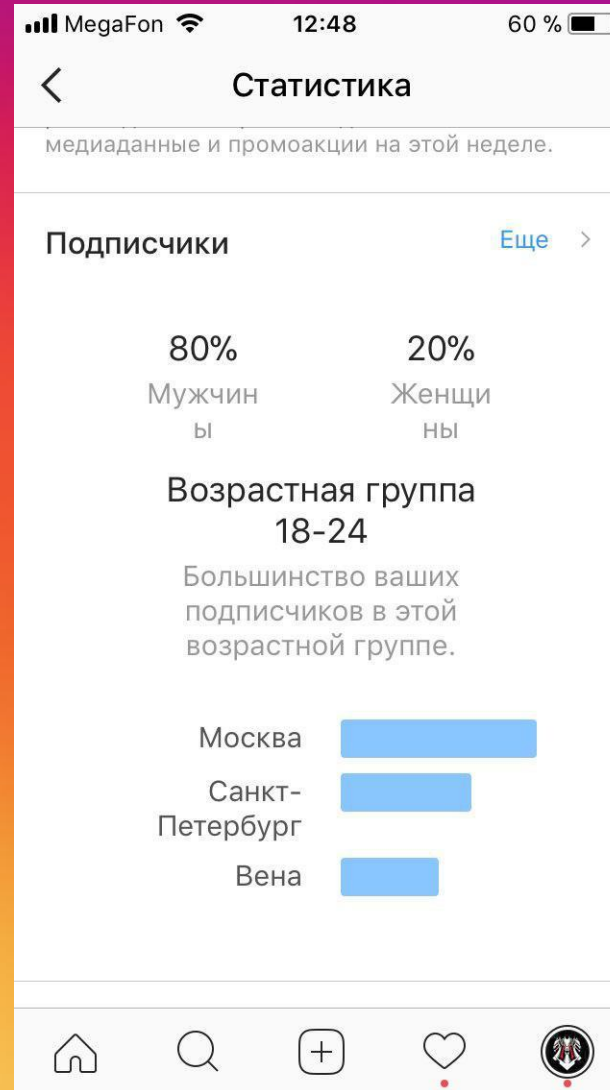 MegaFon 12:48 60 %
Статистика
медиаданные и промоакции на этой неделе.
Подписчики Еще
80% 20%
Мужчин Женщи
ы ны
Возрастная группа
18-24
Большинство ваших
подписчиков в этой
возрастной группе.
Москва
Санкт-
Петербург
Вена